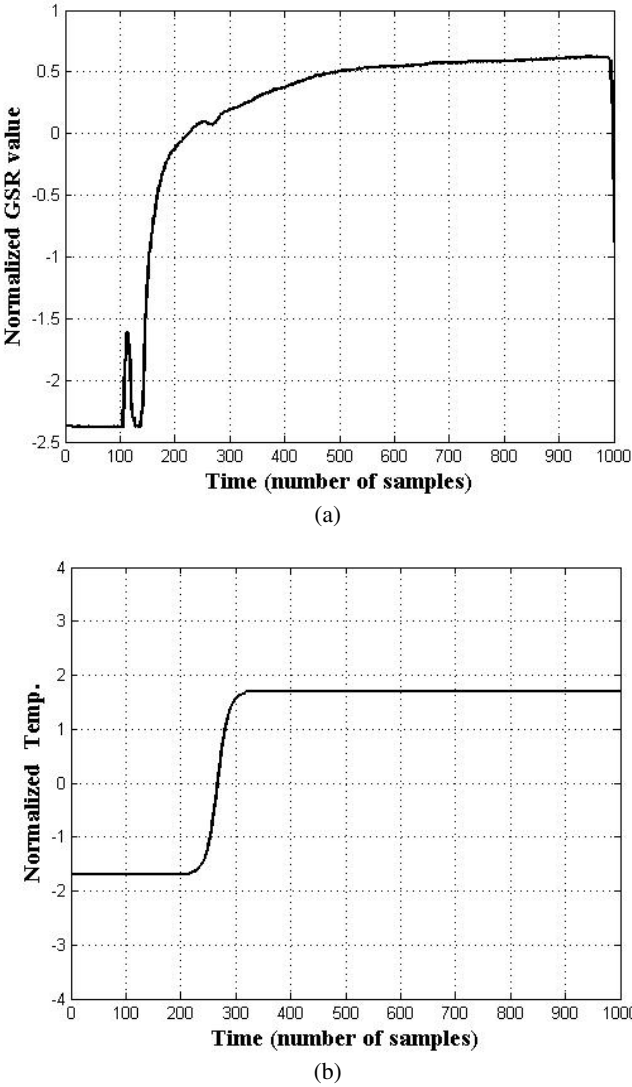 1
0.5
0
-0.5
-1
-1.5
-2
-2.5
Normalized GSR value
0 100 200 300 400 500 600 700 800 900 1000
Time (number of samples)
(a)
4
3
2
1
0
-1
-2
-3
-4
Normalized Temp.
0 100 200 300 400 500 600 700 800 900 1000
Time (number of samples)
(b)